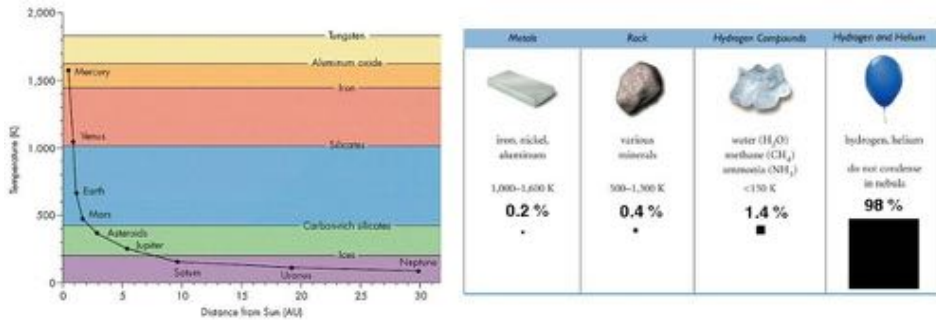 2,000
Tungsten
Aluminum oxide
1,500
Mercury
Iron
Venus
1,000
Silicates
Temperature (K)
Earth
500
Mars
Carbon-rich silicates
Asteroids
Jupiter
Ices
Saturn
Uranus
Neptune
0
0 5 10 15 20 25 30
Distance from Sun (AU)
Metals
iron, nickel,
aluminum
1,000–1,600 K
0.2 %
Rock
various
minerals
500–1,300 K
0.4 %
Hydrogen Compounds
water (H₂O)
methane (CH₄)
ammonia (NH₃)
<150 K
1.4 %
Hydrogen and Helium
hydrogen, helium
do not condense
in nebula
98 %